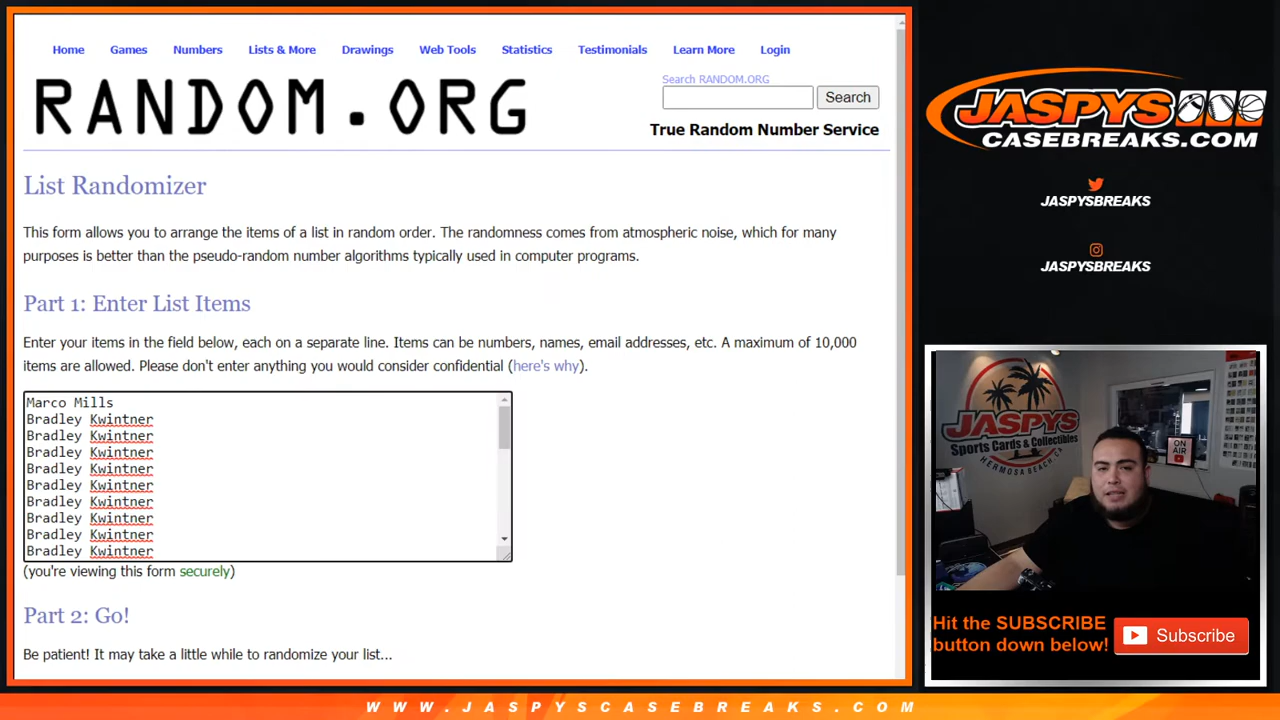 Home Games Numbers Lists & More Drawings Web Tools Statistics Testimonials Learn More Login
RANDOM.ORG
Search RANDOM.ORG
Search
True Random Number Service
List Randomizer
This form allows you to arrange the items of a list in random order. The randomness comes from atmospheric noise, which for many
purposes is better than the pseudo-random number algorithms typically used in computer programs.
Part 1: Enter List Items
Enter your items in the field below, each on a separate line. Items can be numbers, names, email addresses, etc. A maximum of 10,000
items are allowed. Please don't enter anything you would consider confidential (here's why).
Marco Mills
Bradley Kwintner
Bradley Kwintner
Bradley Kwintner
Bradley Kwintner
Bradley Kwintner
Bradley Kwintner
Bradley Kwintner
Bradley Kwintner
Bradley Kwintner
(you're viewing this form securely)
Part 2: Go!
Be patient! It may take a little while to randomize your list...
JASPYS
CASEBREAKS.COM
JASPYSBREAKS
JASPYSBREAKS
JASPYS
Sports Cards & Collectibles
HERMOSA BEACH, CA
ON
AIR
Hit the SUBSCRIBE
button down below!
Subscribe
WWW.JASPYSCASEBREAKS.COM